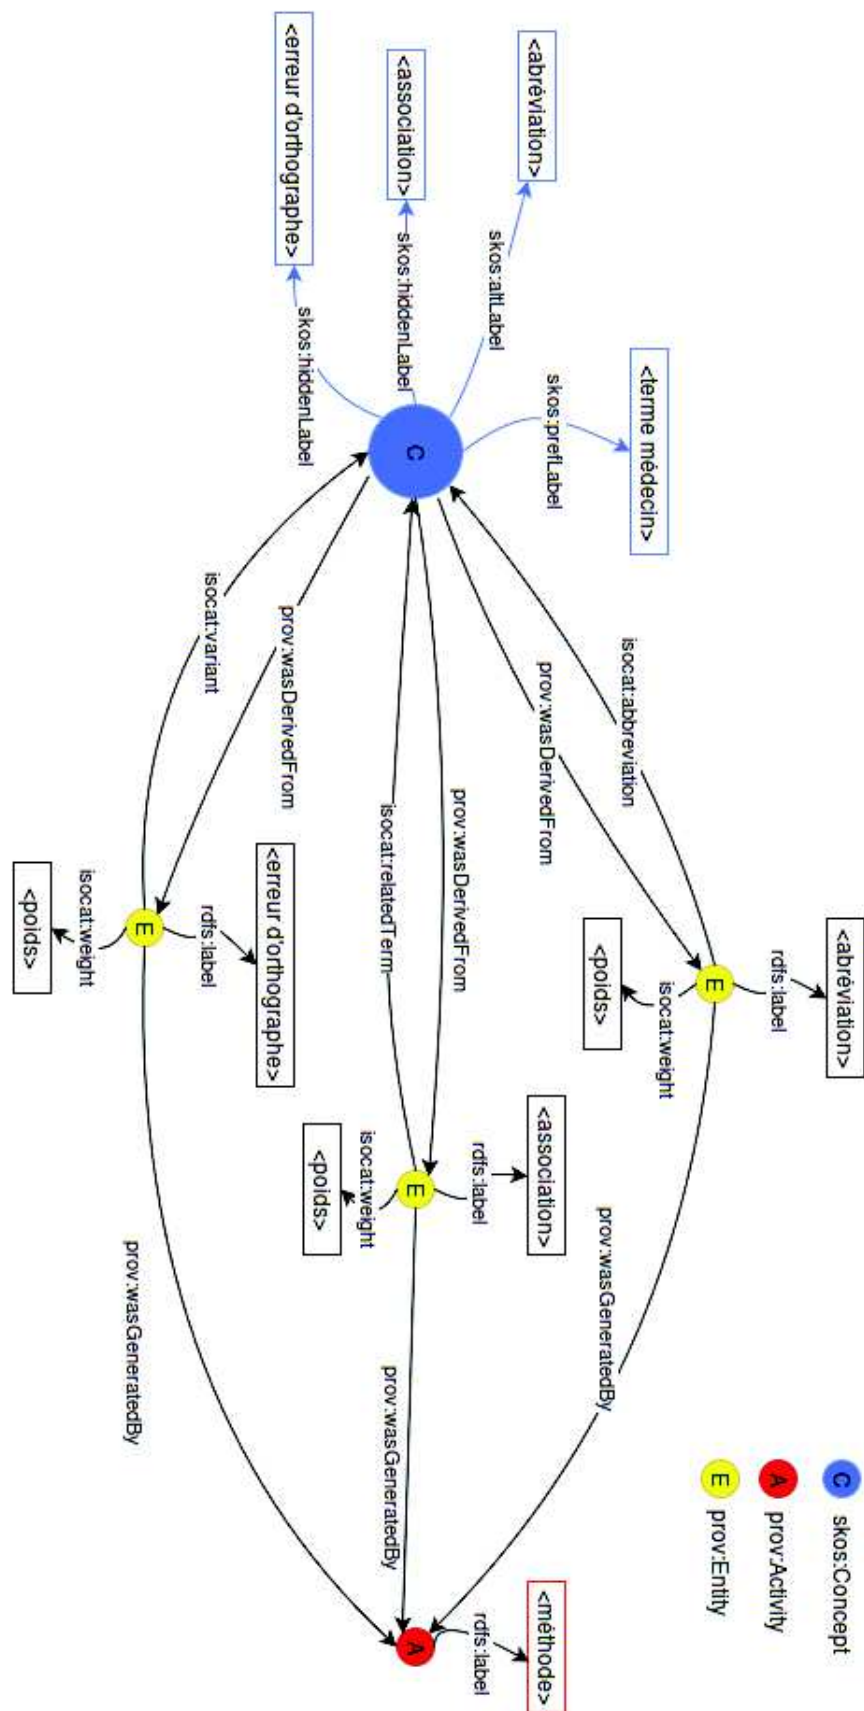 skos:Concept
prov:Activity
prov:Entity
C
A
E
<abréviation>
<association>
<erreur d'orthographe>
<terme médecin>
skos:altLabel
skos:hiddenLabel
skos:hiddenLabel
skos:prefLabel
C
isocat:abbreviation
prov:wasDerivedFrom
prov:wasDerivedFrom
isocat:relatedTerm
prov:wasDerivedFrom
isocat:variant
<abréviation>
rdfs:label
E
isocat:weight
<poids>
<association>
rdfs:label
E
isocat:weight
<poids>
<erreur d'orthographe>
rdfs:label
E
isocat:weight
<poids>
prov:wasGeneratedBy
prov:wasGeneratedBy
prov:wasGeneratedBy
<méthode>
rdfs:label
A